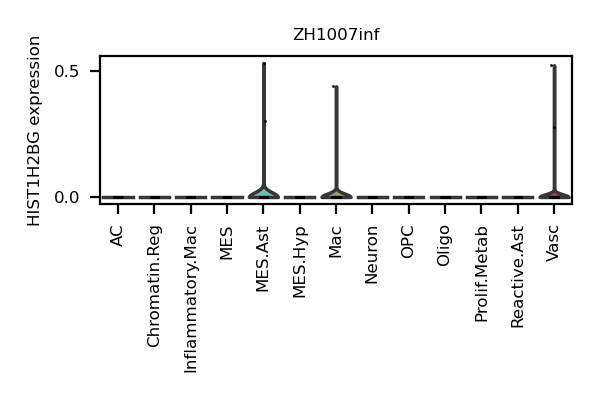 ZH1007inf
HIST1H2BG expression
0.5
0.0
AC
Chromatin.Reg
Inflammatory.Mac
MES
MES.Ast
MES.Hyp
Mac
Neuron
OPC
Oligo
Prolif.Metab
Reactive.Ast
Vasc